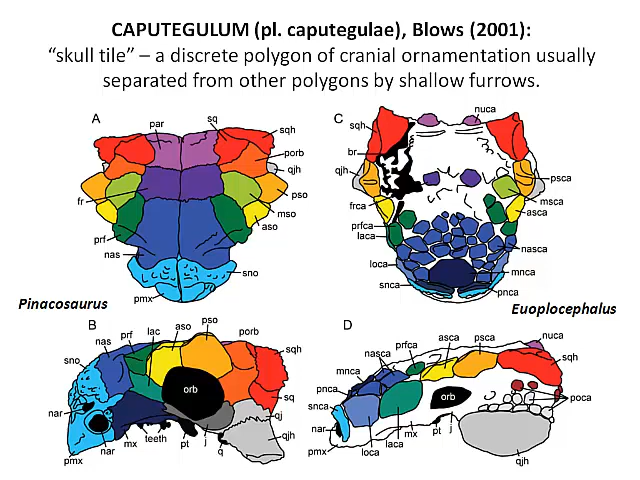 CAPUTEGULUM (pl. caputegulae), Blows (2001):
“skull tile” – a discrete polygon of cranial ornamentation usually
separated from other polygons by shallow furrows.
A
par
sq
sqh
porb
qjh
pso
mso
aso
fr
prf
nas
sno
pmx
Pinacosaurus
C
nuca
sqh
br
qjh
psca
msca
asca
frca
prfca
laca
nasca
loca
mnca
snca
pnca
Euoplocephalus
B
nas
prf
lac
aso
pso
porb
sqh
sno
orb
sq
nar
qj
pmx
nar
mx
teeth
pt
j
q
qjh
D
nasca
prfca
asca
psca
nuca
mnca
sqh
pnca
snca
orb
poca
nar
pmx
loca
laca
mx
pt
j
qjh